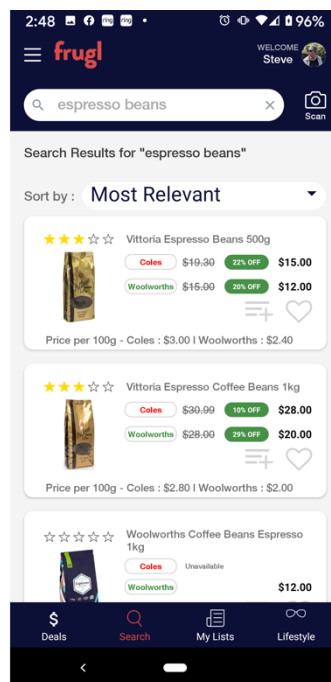 2:48 ring ring • 96%
frugl WELCOME Steve
espresso beans Scan
Search Results for "espresso beans"
Sort by : Most Relevant
Vittoria Espresso Beans 500g
Coles $19.30 22% OFF $15.00
Woolworths $15.00 20% OFF $12.00
Price per 100g - Coles : $3.00 I Woolworths : $2.40
Vittoria Espresso Coffee Beans 1kg
Coles $30.99 10% OFF $28.00
Woolworths $28.00 29% OFF $20.00
Price per 100g - Coles : $2.80 I Woolworths : $2.00
Woolworths Coffee Beans Espresso
1kg
Coles Unavailable
Woolworths $12.00
$ Deals Search My Lists Lifestyle